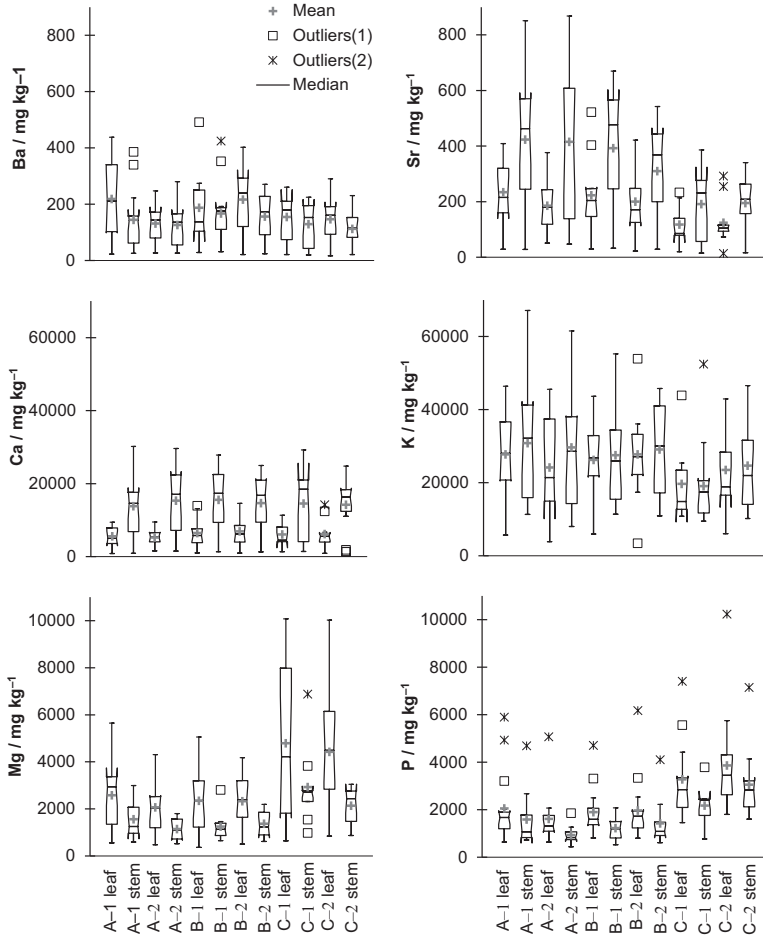 Mean
Outliers(1)
Outliers(2)
Median
Ba / mg kg–1
800
600
400
200
0
Sr / mg kg⁻¹
800
600
400
200
0
Ca / mg kg⁻¹
60000
40000
20000
0
K / mg kg⁻¹
60000
40000
20000
0
Mg / mg kg⁻¹
10000
8000
6000
4000
2000
0
P / mg kg⁻¹
10000
8000
6000
4000
2000
0
A–1 leaf
A–1 stem
A–2 leaf
A–2 stem
B–1 leaf
B–1 stem
B–2 leaf
B–2 stem
C–1 leaf
C–1 stem
C–2 leaf
C–2 stem
A–1 leaf
A–1 stem
A–2 leaf
A–2 stem
B–1 leaf
B–1 stem
B–2 leaf
B–2 stem
C–1 leaf
C–1 stem
C–2 leaf
C–2 stem